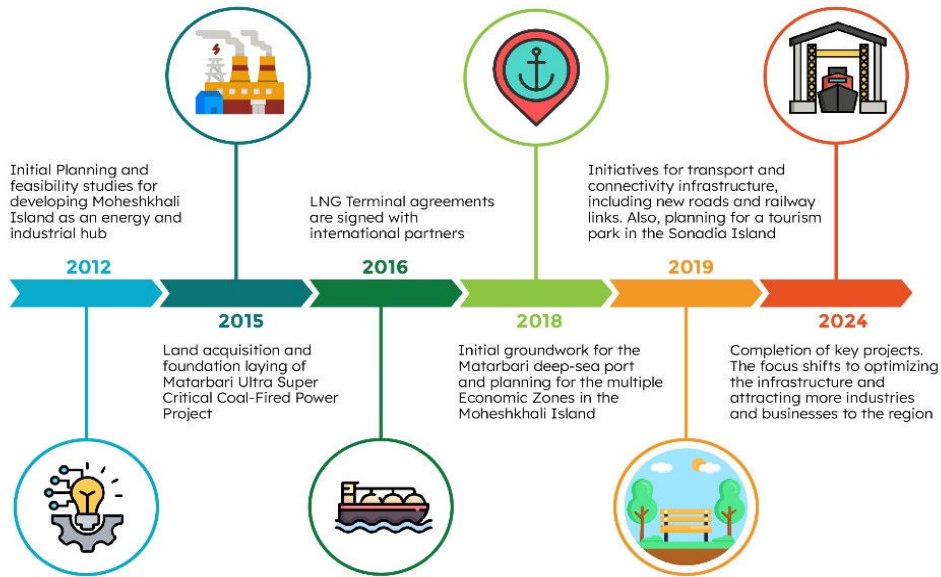 Initial Planning and
feasibility studies for
developing Moheshkhali
Island as an energy and
industrial hub
2012
2015
Land acquisition and
foundation laying of
Matarbari Ultra Super
Critical Coal-Fired Power
Project
LNG Terminal agreements
are signed with
international partners
2016
2018
Initial groundwork for the
Matarbari deep-sea port
and planning for the multiple
Economic Zones in the
Moheshkhali Island
Initiatives for transport and
connectivity infrastructure,
including new roads and railway
links. Also, planning for a tourism
park in the Sonadia Island
2019
2024
Completion of key projects.
The focus shifts to optimizing
the infrastructure and
attracting more industries
and businesses to the region